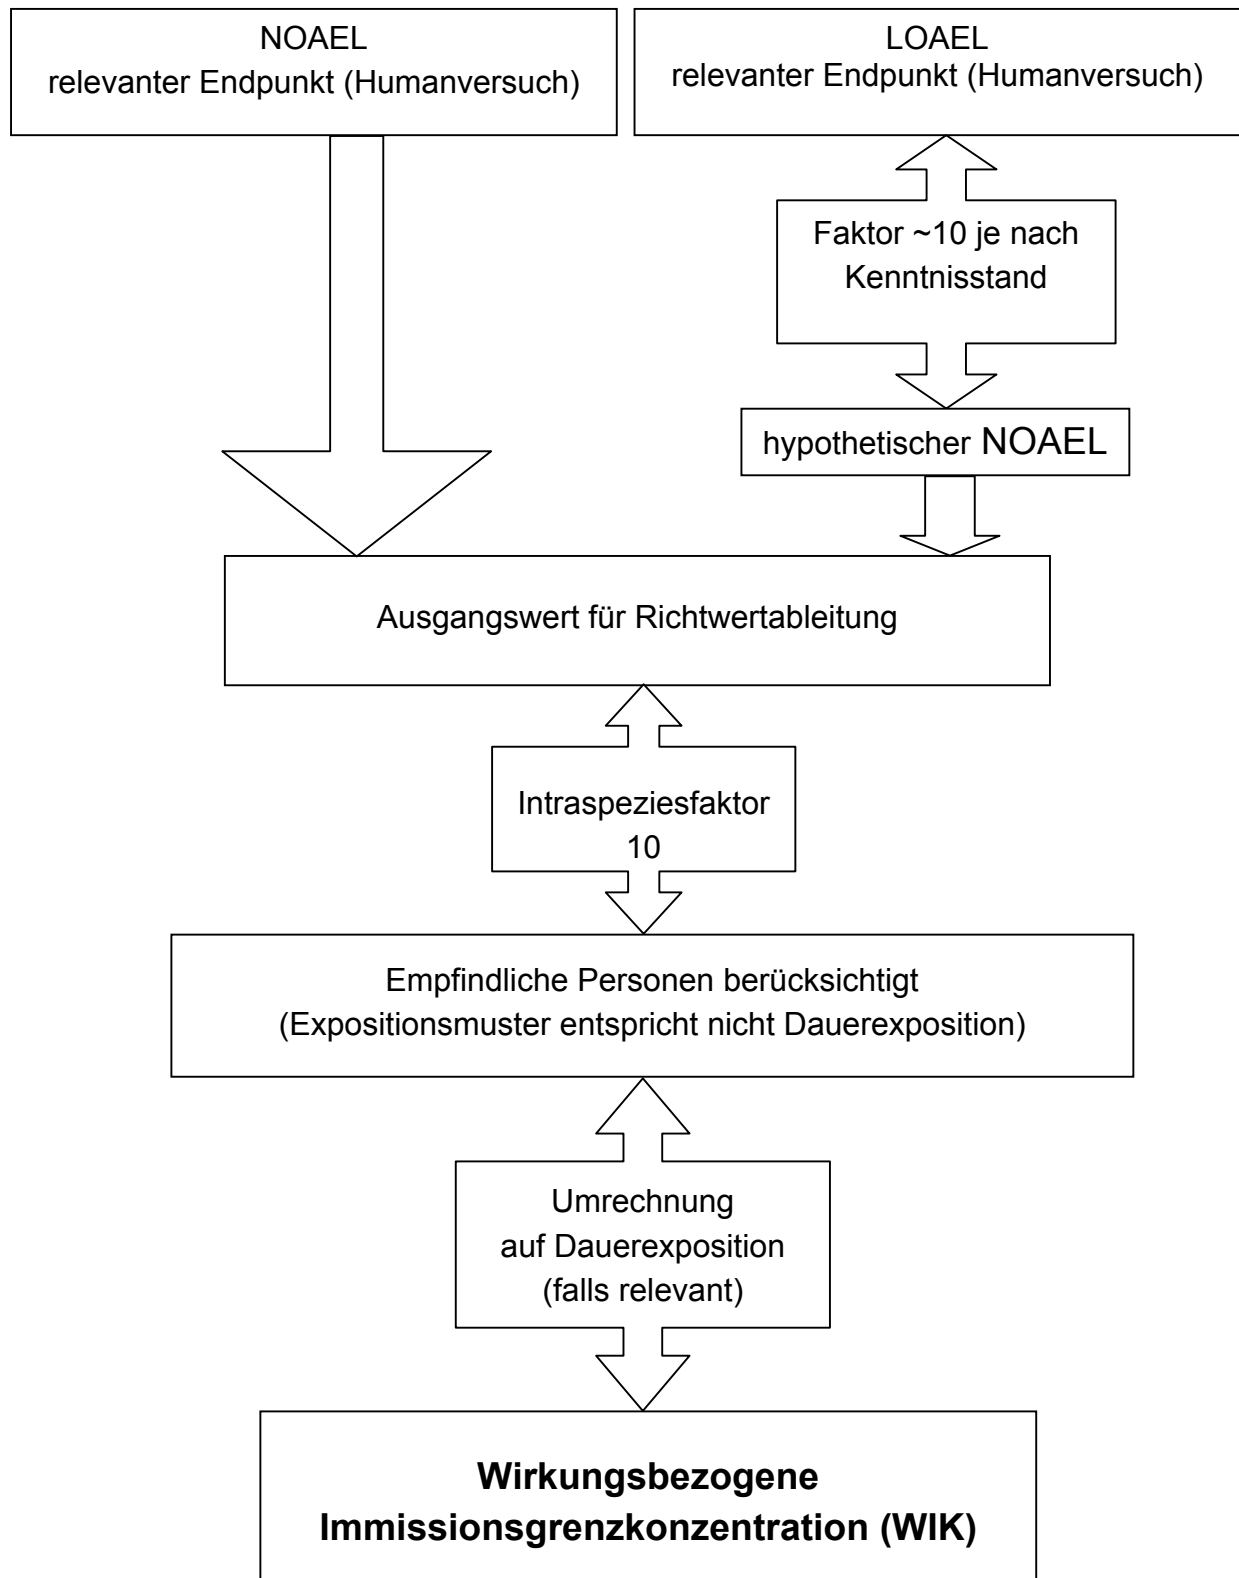 NOAEL
relevanter Endpunkt (Humanversuch)
LOAEL
relevanter Endpunkt (Humanversuch)
Faktor ~10 je nach
Kenntnisstand
hypothetischer NOAEL
Ausgangswert für Richtwertableitung
Intraspeziesfaktor
10
Empfindliche Personen berücksichtigt
(Expositionsmuster entspricht nicht Dauerexposition)
Umrechnung
auf Dauerexposition
(falls relevant)
Wirkungsbezogene
Immissionsgrenzkonzentration (WIK)